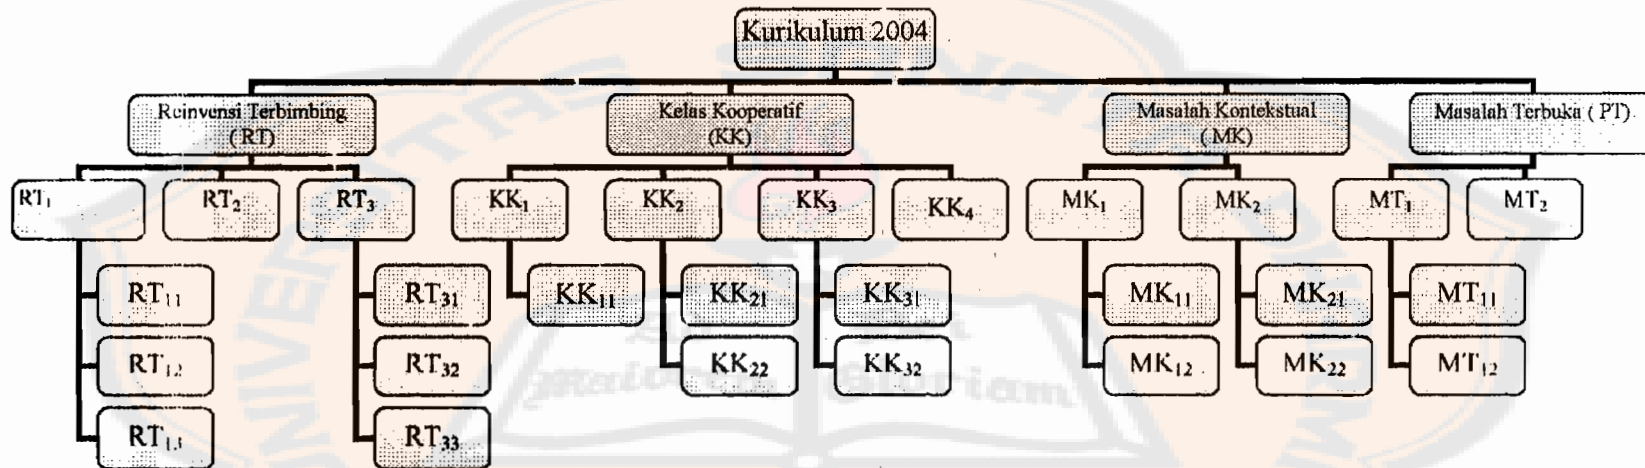 Kurikulum 2004
Reinvensi Terbimbing
(RT)
Kelas Kooperatif
(KK)
Masalah Kontekstual
(MK)
Masalah Terbuka (PT)
RT₁ RT₂ RT₃ KK₁ KK₂ KK₃ KK₄ MK₁ MK₂ MT₁ MT₂
RT₁₁ RT₃₁ KK₁₁ KK₂₁ KK₃₁ MK₁₁ MK₂₁ MT₁₁
RT₁₂ RT₃₂ KK₂₂ KK₃₂ MK₁₂ MK₂₂ MT₁₂
RT₁₃ RT₃₃